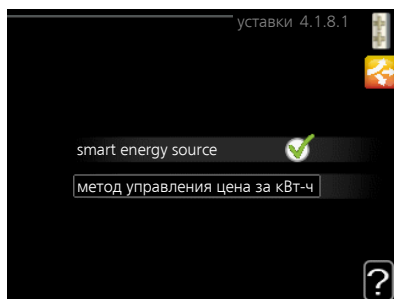 уставки 4.1.8.1
smart energy source
метод управления цена за кВт-ч
?